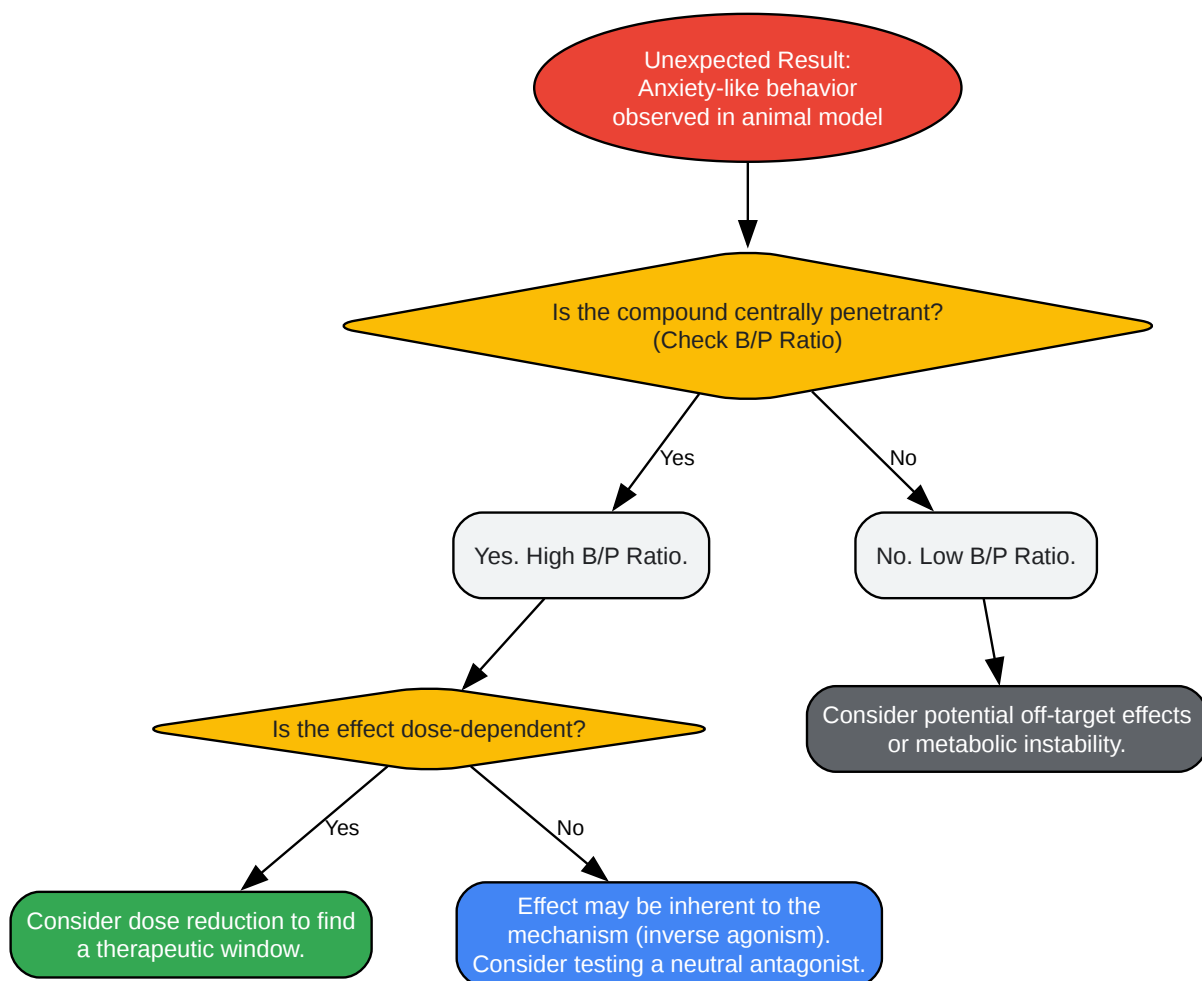 Unexpected Result:
Anxiety-like behavior
observed in animal model
Is the compound centrally penetrant?
(Check B/P Ratio)
Yes
No
Yes. High B/P Ratio.
No. Low B/P Ratio.
Is the effect dose-dependent?
Consider potential off-target effects
or metabolic instability.
Yes
No
Consider dose reduction to find
a therapeutic window.
Effect may be inherent to the
mechanism (inverse agonism).
Consider testing a neutral antagonist.